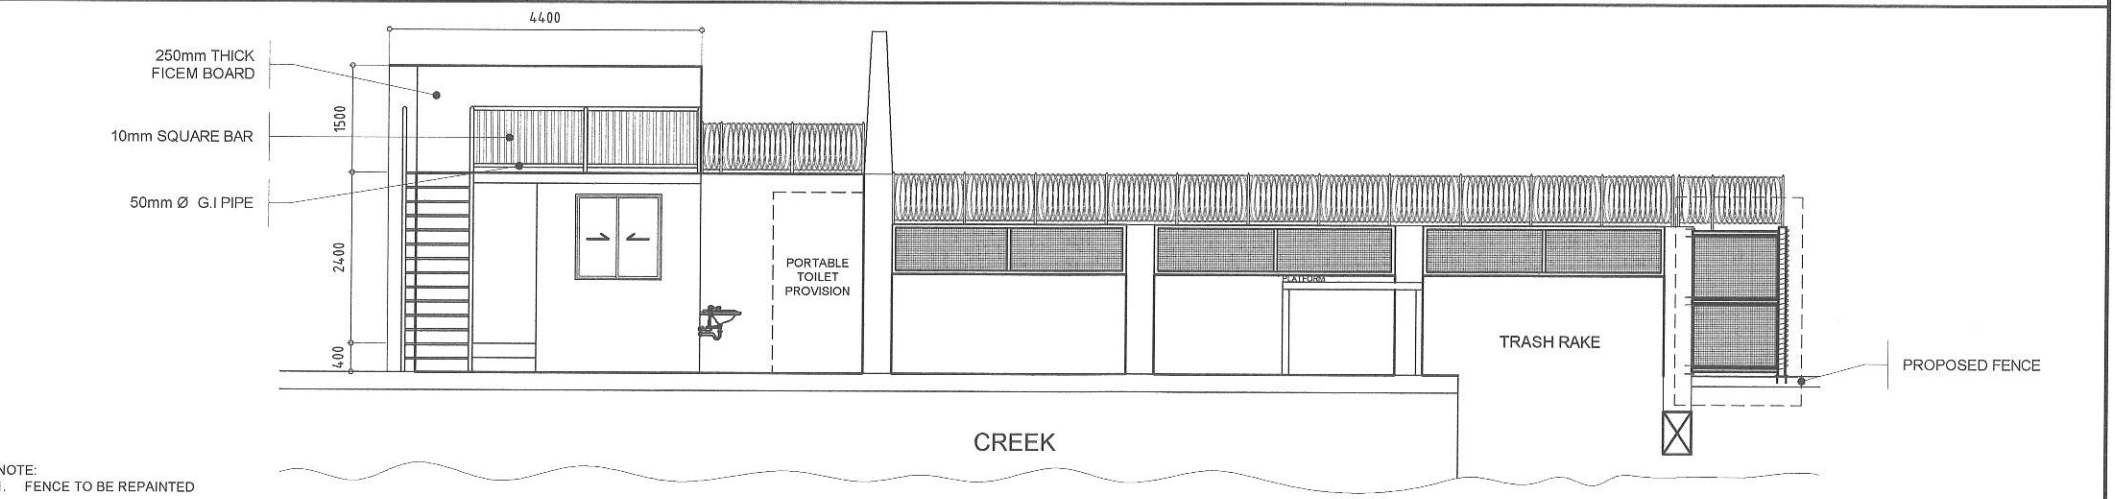 4400
250mm THICK
FICEM BOARD
1500
10mm SQUARE BAR
50mm Ø G.I PIPE
2400
PORTABLE
TOILET
PROVISION
PLATFORM
TRASH RAKE
400
PROPOSED FENCE
CREEK
NOTE:
1. FENCE TO BE REPAINTED